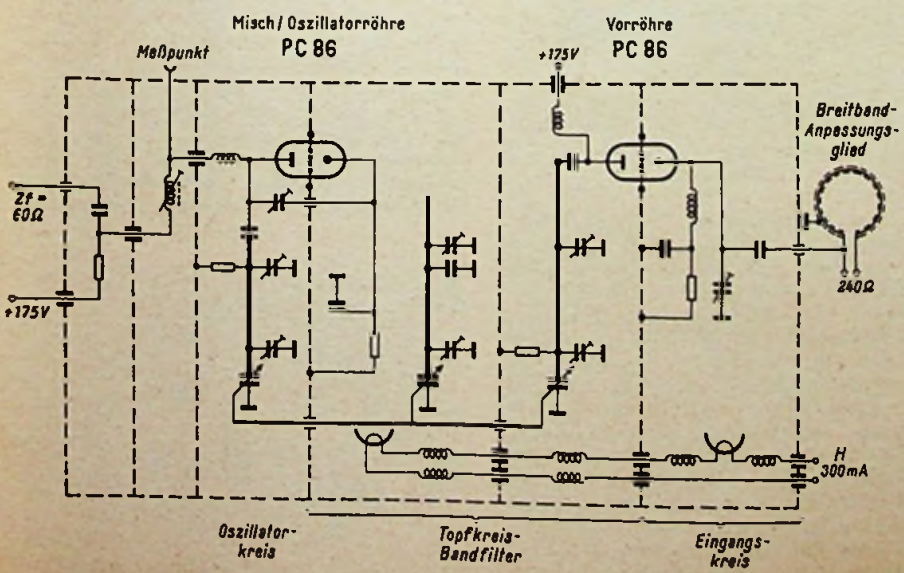 Misch/Oszillatorröhre
PC 86
Vorröhre
PC 86
Meßpunkt
+175V
Breitband-
Anpassungs-
glied
Zf =
60Ω
+175V
240Ω
H
300mA
Oszillator-
kreis
Topfkreis-
Bandfilter
Eingangs-
kreis